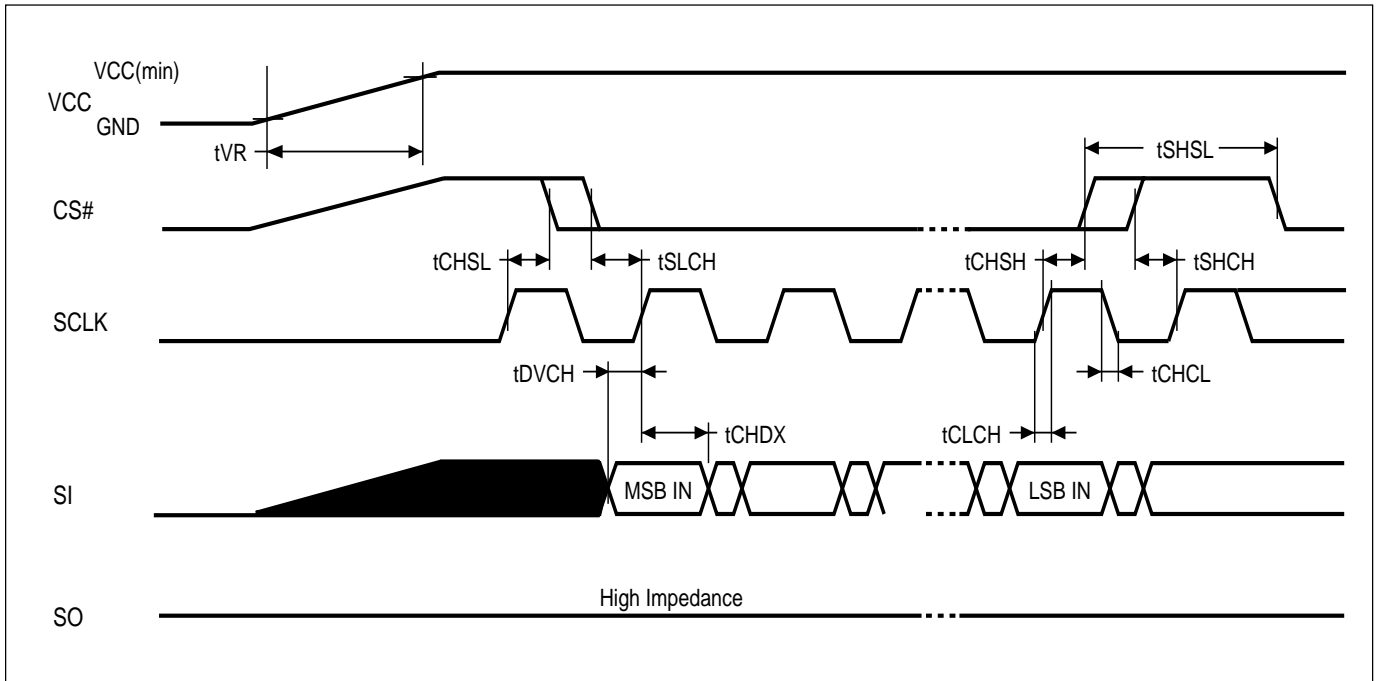 VCC(min)
VCC
GND
tVR
tSHSL
CS#
tCHSL
tSLCH
tCHSH
tSHCH
SCLK
tDVCH
tCHCL
tCHDX
tCLCH
SI
MSB IN
LSB IN
High Impedance
SO